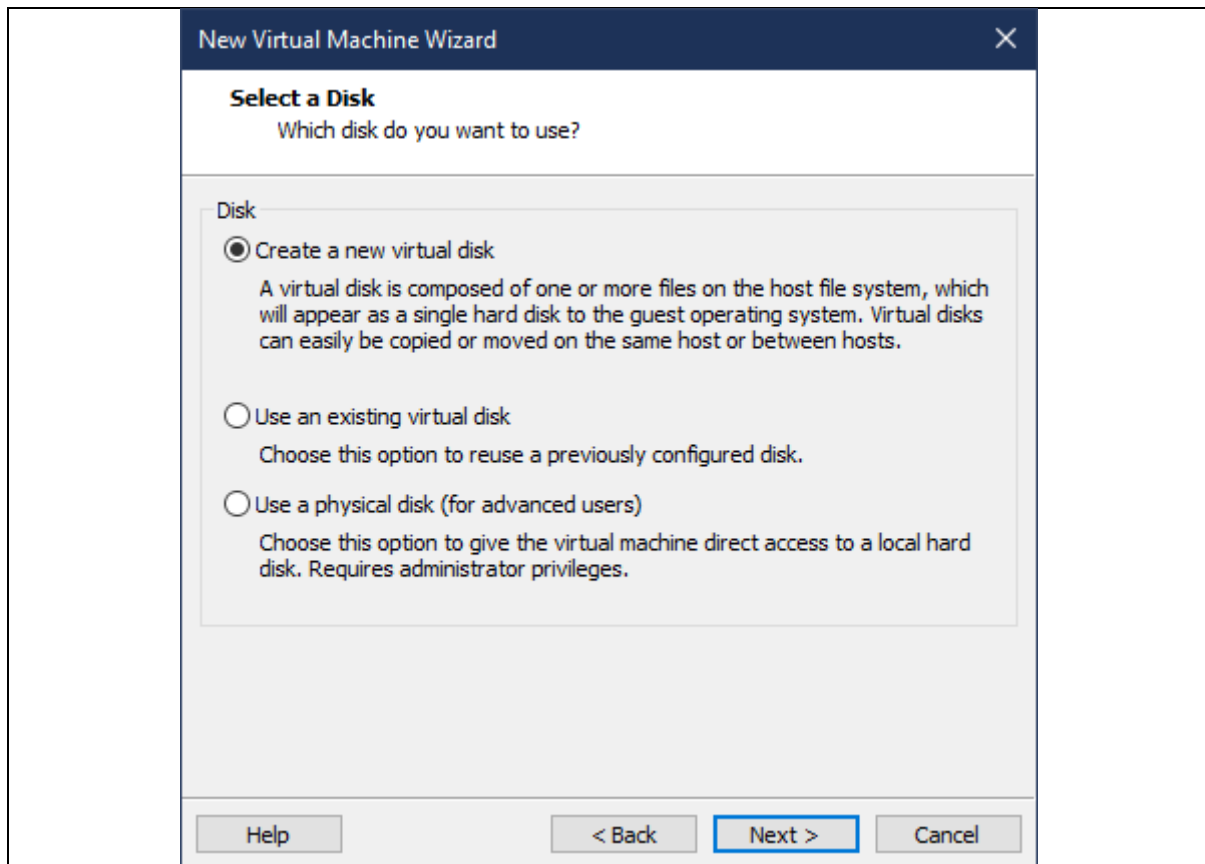 New Virtual Machine Wizard
Select a Disk
Which disk do you want to use?
Disk
Create a new virtual disk
A virtual disk is composed of one or more files on the host file system, which
will appear as a single hard disk to the guest operating system. Virtual disks
can easily be copied or moved on the same host or between hosts.
Use an existing virtual disk
Choose this option to reuse a previously configured disk.
Use a physical disk (for advanced users)
Choose this option to give the virtual machine direct access to a local hard
disk. Requires administrator privileges.
Help < Back Next > Cancel